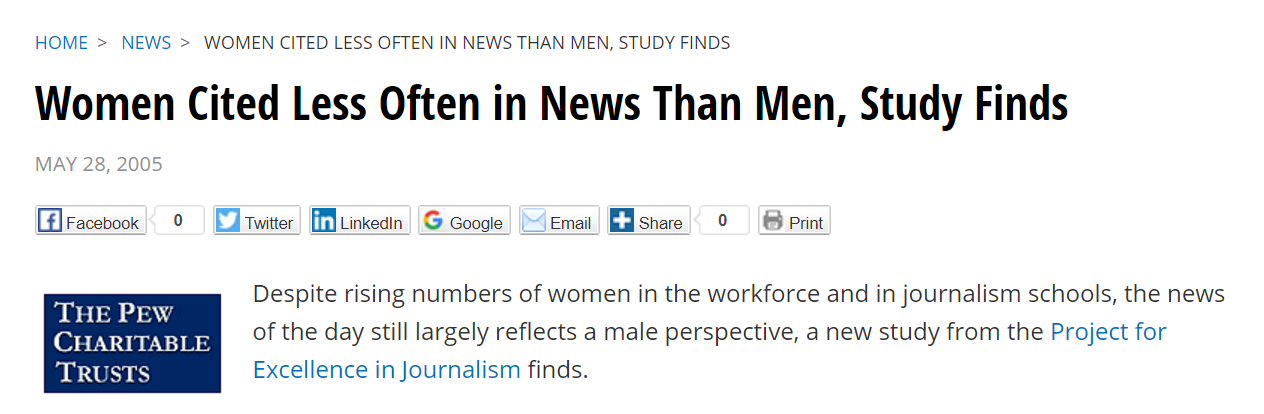 HOME > NEWS > WOMEN CITED LESS OFTEN IN NEWS THAN MEN, STUDY FINDS
Women Cited Less Often in News Than Men, Study Finds
MAY 28, 2005
Facebook 0 Twitter LinkedIn Google Email Share 0 Print
THE PEW
CHARITABLE
TRUSTS
Despite rising numbers of women in the workforce and in journalism schools, the news
of the day still largely reflects a male perspective, a new study from the Project for
Excellence in Journalism finds.